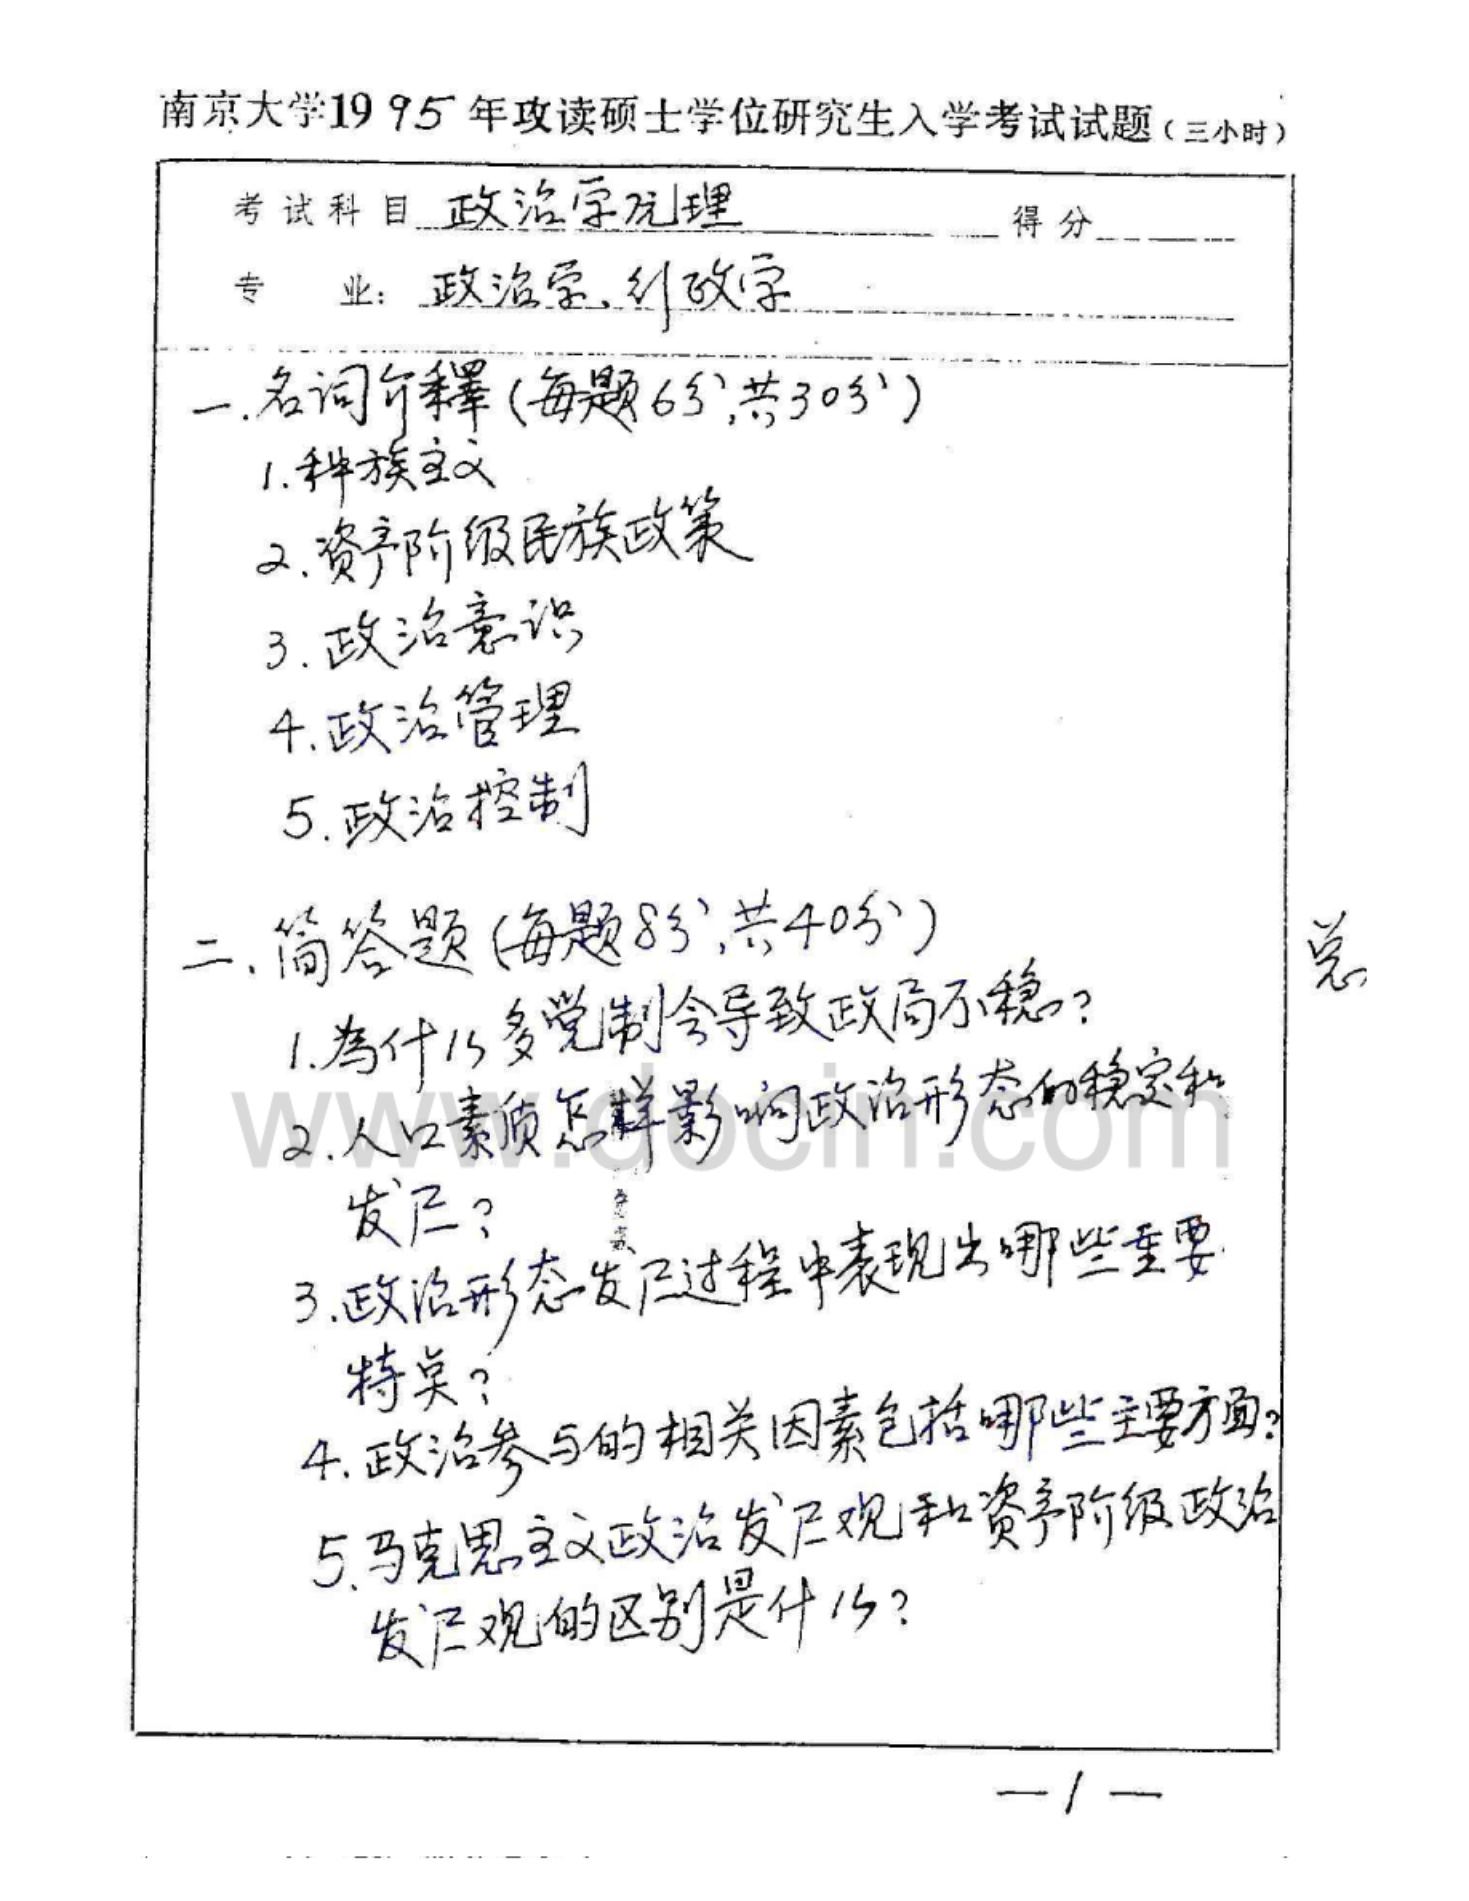 南京大学1995年攻读硕士学位研究生入学考试试题（三小时）
考试科目 政治学原理 得分
专 业：政治学、行政学
一.名词介釋(每题6分,共30分)
1.种族主义
2.资产阶级民族政策
3.政治意识
4.政治管理
5.政治控制
二.简答题(每题8分,共40分)
总
1.為什么多党制会导致政局不稳?
2.人口素质怎样影响政治形态的稳定和
发展?
3.政治形态发展过程中表现出哪些重要
特点?
4.政治参与的相关因素包括哪些主要方面?
5.马克思主义政治发展观和资产阶级政治
发展观的区别是什么?
www.docin.com
—1—